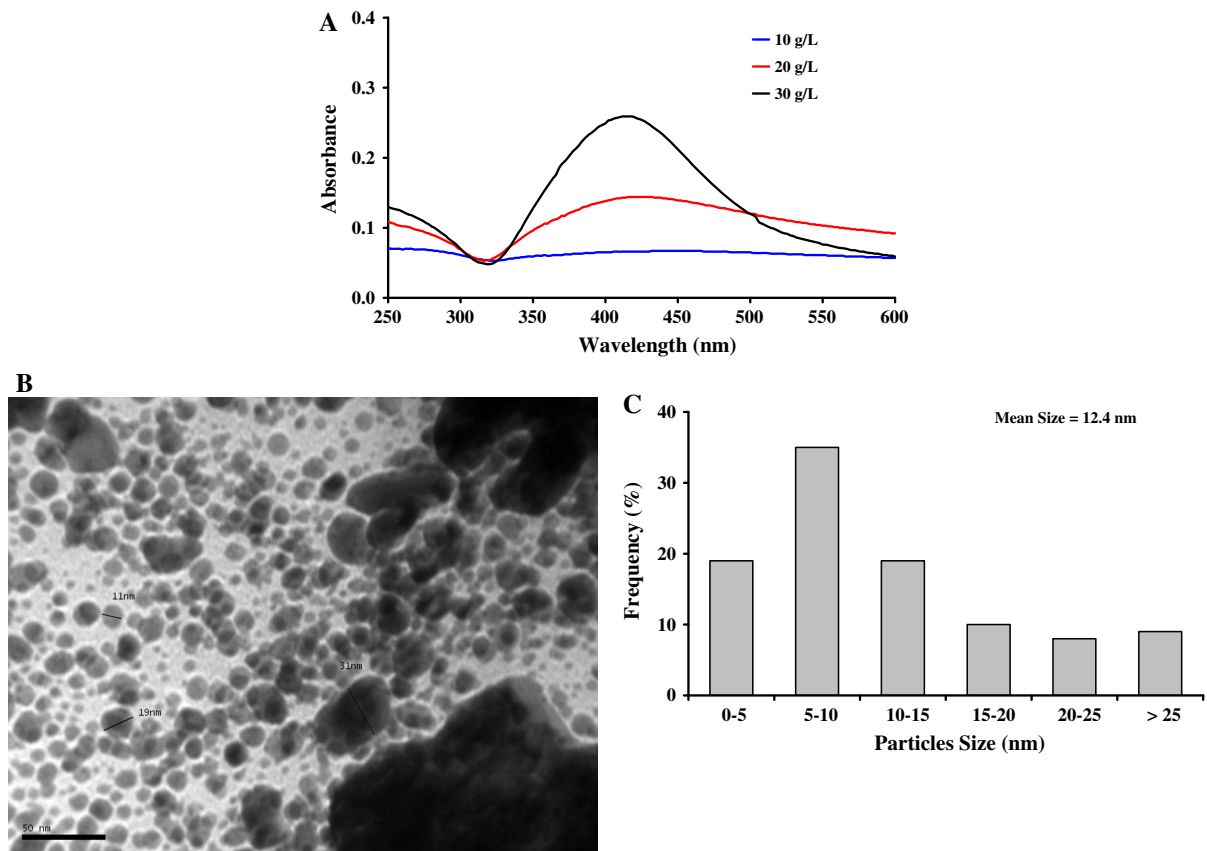 A
0.4
0.3
0.2
0.1
0.0
Absorbance
10 g/L
20 g/L
30 g/L
250 300 350 400 450 500 550 600
Wavelength (nm)
B
11nm
31nm
19nm
50 nm
C
Mean Size = 12.4 nm
40
30
20
10
0
Frequency (%)
0-5 5-10 10-15 15-20 20-25 > 25
Particles Size (nm)